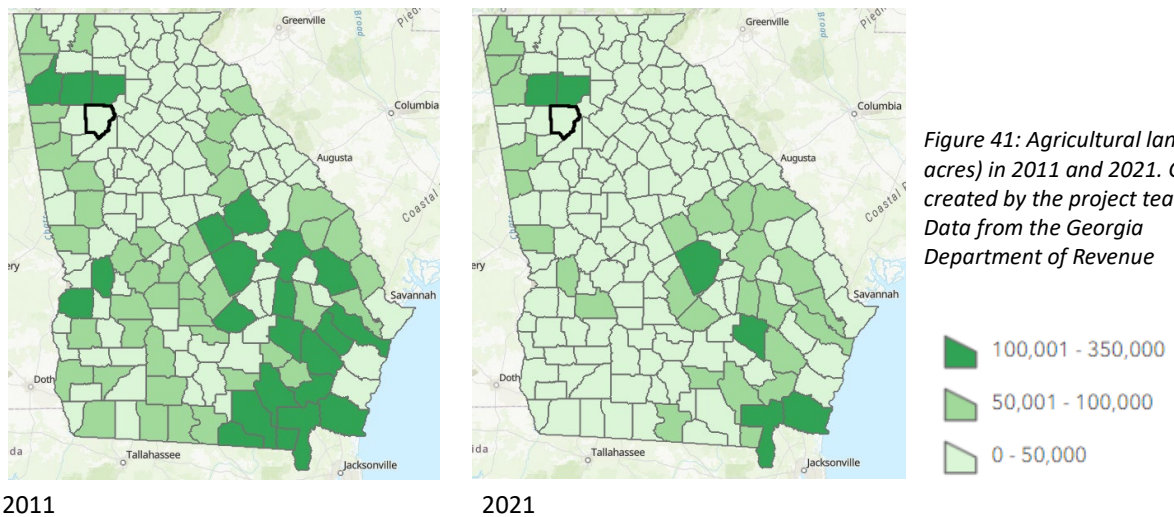 Greenville
Broad
Columbia
Augusta
Savannah
Tallahassee
Jacksonville
2011
Greenville
Broad
Columbia
Augusta
Savannah
Tallahassee
Jacksonville
2021
Figure 41: Agricultural lan
acres) in 2011 and 2021. C
created by the project tea
Data from the Georgia
Department of Revenue
100,001 - 350,000
50,001 - 100,000
0 - 50,000